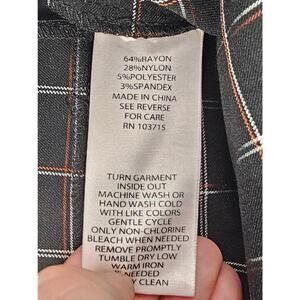 64%RAYON
28%NYLON
5%POLYESTER
3%SPANDEX
MADE IN CHINA
SEE REVERSE
FOR CARE
RN 103715
TURN GARMENT
INSIDE OUT
MACHINE WASH OR
HAND WASH COLD
WITH LIKE COLORS
GENTLE CYCLE
ONLY NON-CHLORINE
BLEACH WHEN NEEDED
REMOVE PROMPTLY
TUMBLE DRY LOW
WARM IRON
NEEDED
CLEAN